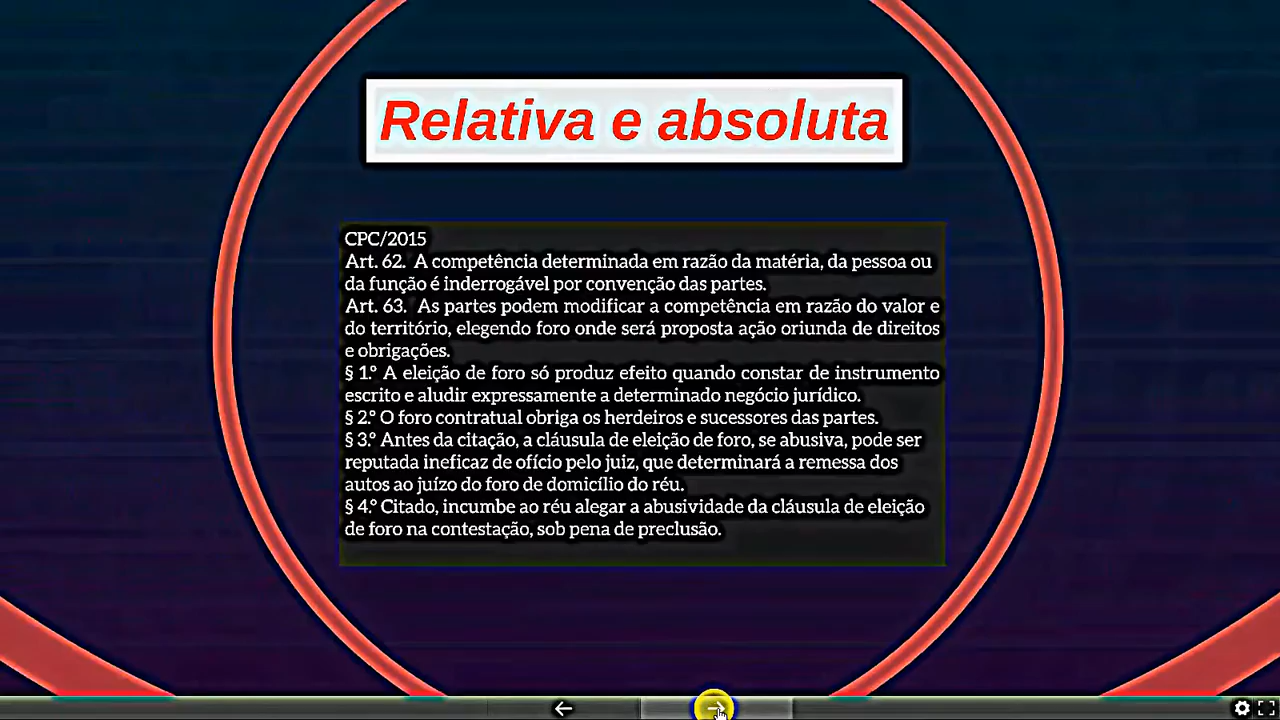 Relativa e absoluta
CPC/2015
Art. 62.  A competência determinada em razão da matéria, da pessoa ou
da função é inderrogável por convenção das partes.
Art. 63.  As partes podem modificar a competência em razão do valor e
do território, elegendo foro onde será proposta ação oriunda de direitos
e obrigações.
§ 1.º A eleição de foro só produz efeito quando constar de instrumento
escrito e aludir expressamente a determinado negócio jurídico.
§ 2.º O foro contratual obriga os herdeiros e sucessores das partes.
§ 3.º Antes da citação, a cláusula de eleição de foro, se abusiva, pode ser
reputada ineficaz de ofício pelo juiz, que determinará a remessa dos
autos ao juízo do foro de domicílio do réu.
§ 4.º Citado, incumbe ao réu alegar a abusividade da cláusula de eleição
de foro na contestação, sob pena de preclusão.